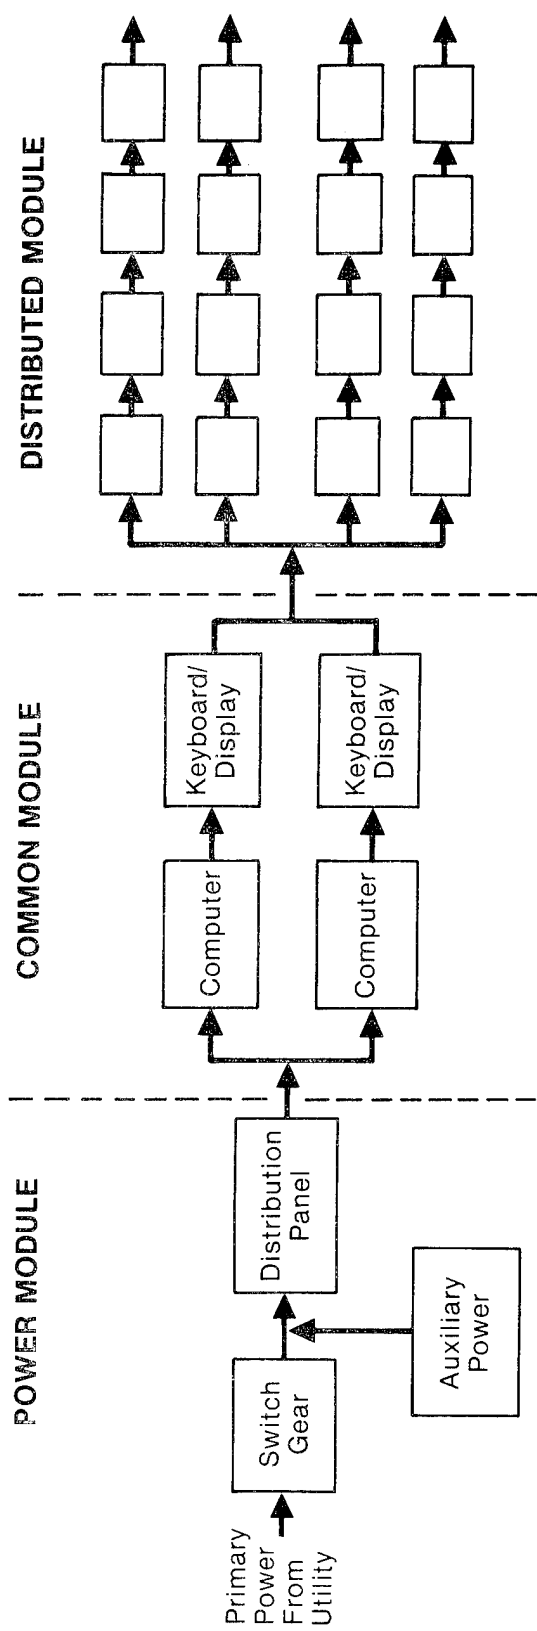 POWER MODULE
COMMON MODULE
DISTRIBUTED MODULE
Primary
Power
From
Utility
Switch
Gear
Auxiliary
Power
Distribution
Panel
Computer
Keyboard/
Display
Computer
Keyboard/
Display